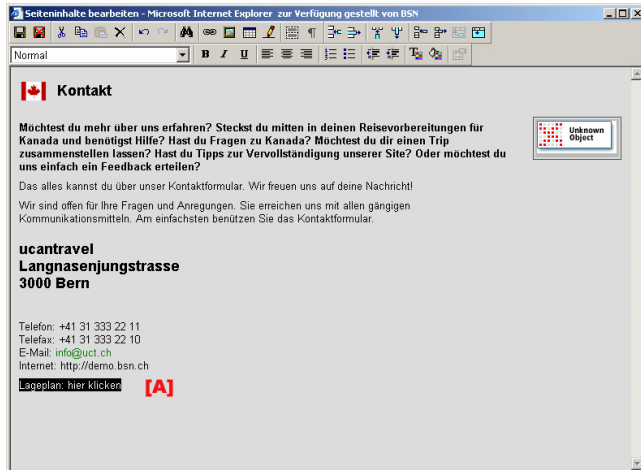 Seiteninhalte bearbeiten - Microsoft Internet Explorer zur Verfügung gestellt von BSN
Normal
B I U
Kontakt
Möchtest du mehr über uns erfahren? Steckst du mitten in deinen Reisevorbereitungen für
Kanada und benötigst Hilfe? Hast du Fragen zu Kanada? Möchtest du dir einen Trip
zusammenstellen lassen? Hast du Tipps zur Vervollständigung unserer Site? Oder möchtest du
uns einfach ein Feedback erteilen?
Unknown
Object
Das alles kannst du über unser Kontaktformular. Wir freuen uns auf deine Nachricht!
Wir sind offen für Ihre Fragen und Anregungen. Sie erreichen uns mit allen gängigen
Kommunikationsmitteln. Am einfachsten benützen Sie das Kontaktformular.
ucantravel
Langnasenjungstrasse
3000 Bern
Telefon: +41 31 333 22 11
Telefax: +41 31 333 22 10
E-Mail: info@uct.ch
Internet: http://demo.bsn.ch
Lageplan: hier klicken [A]